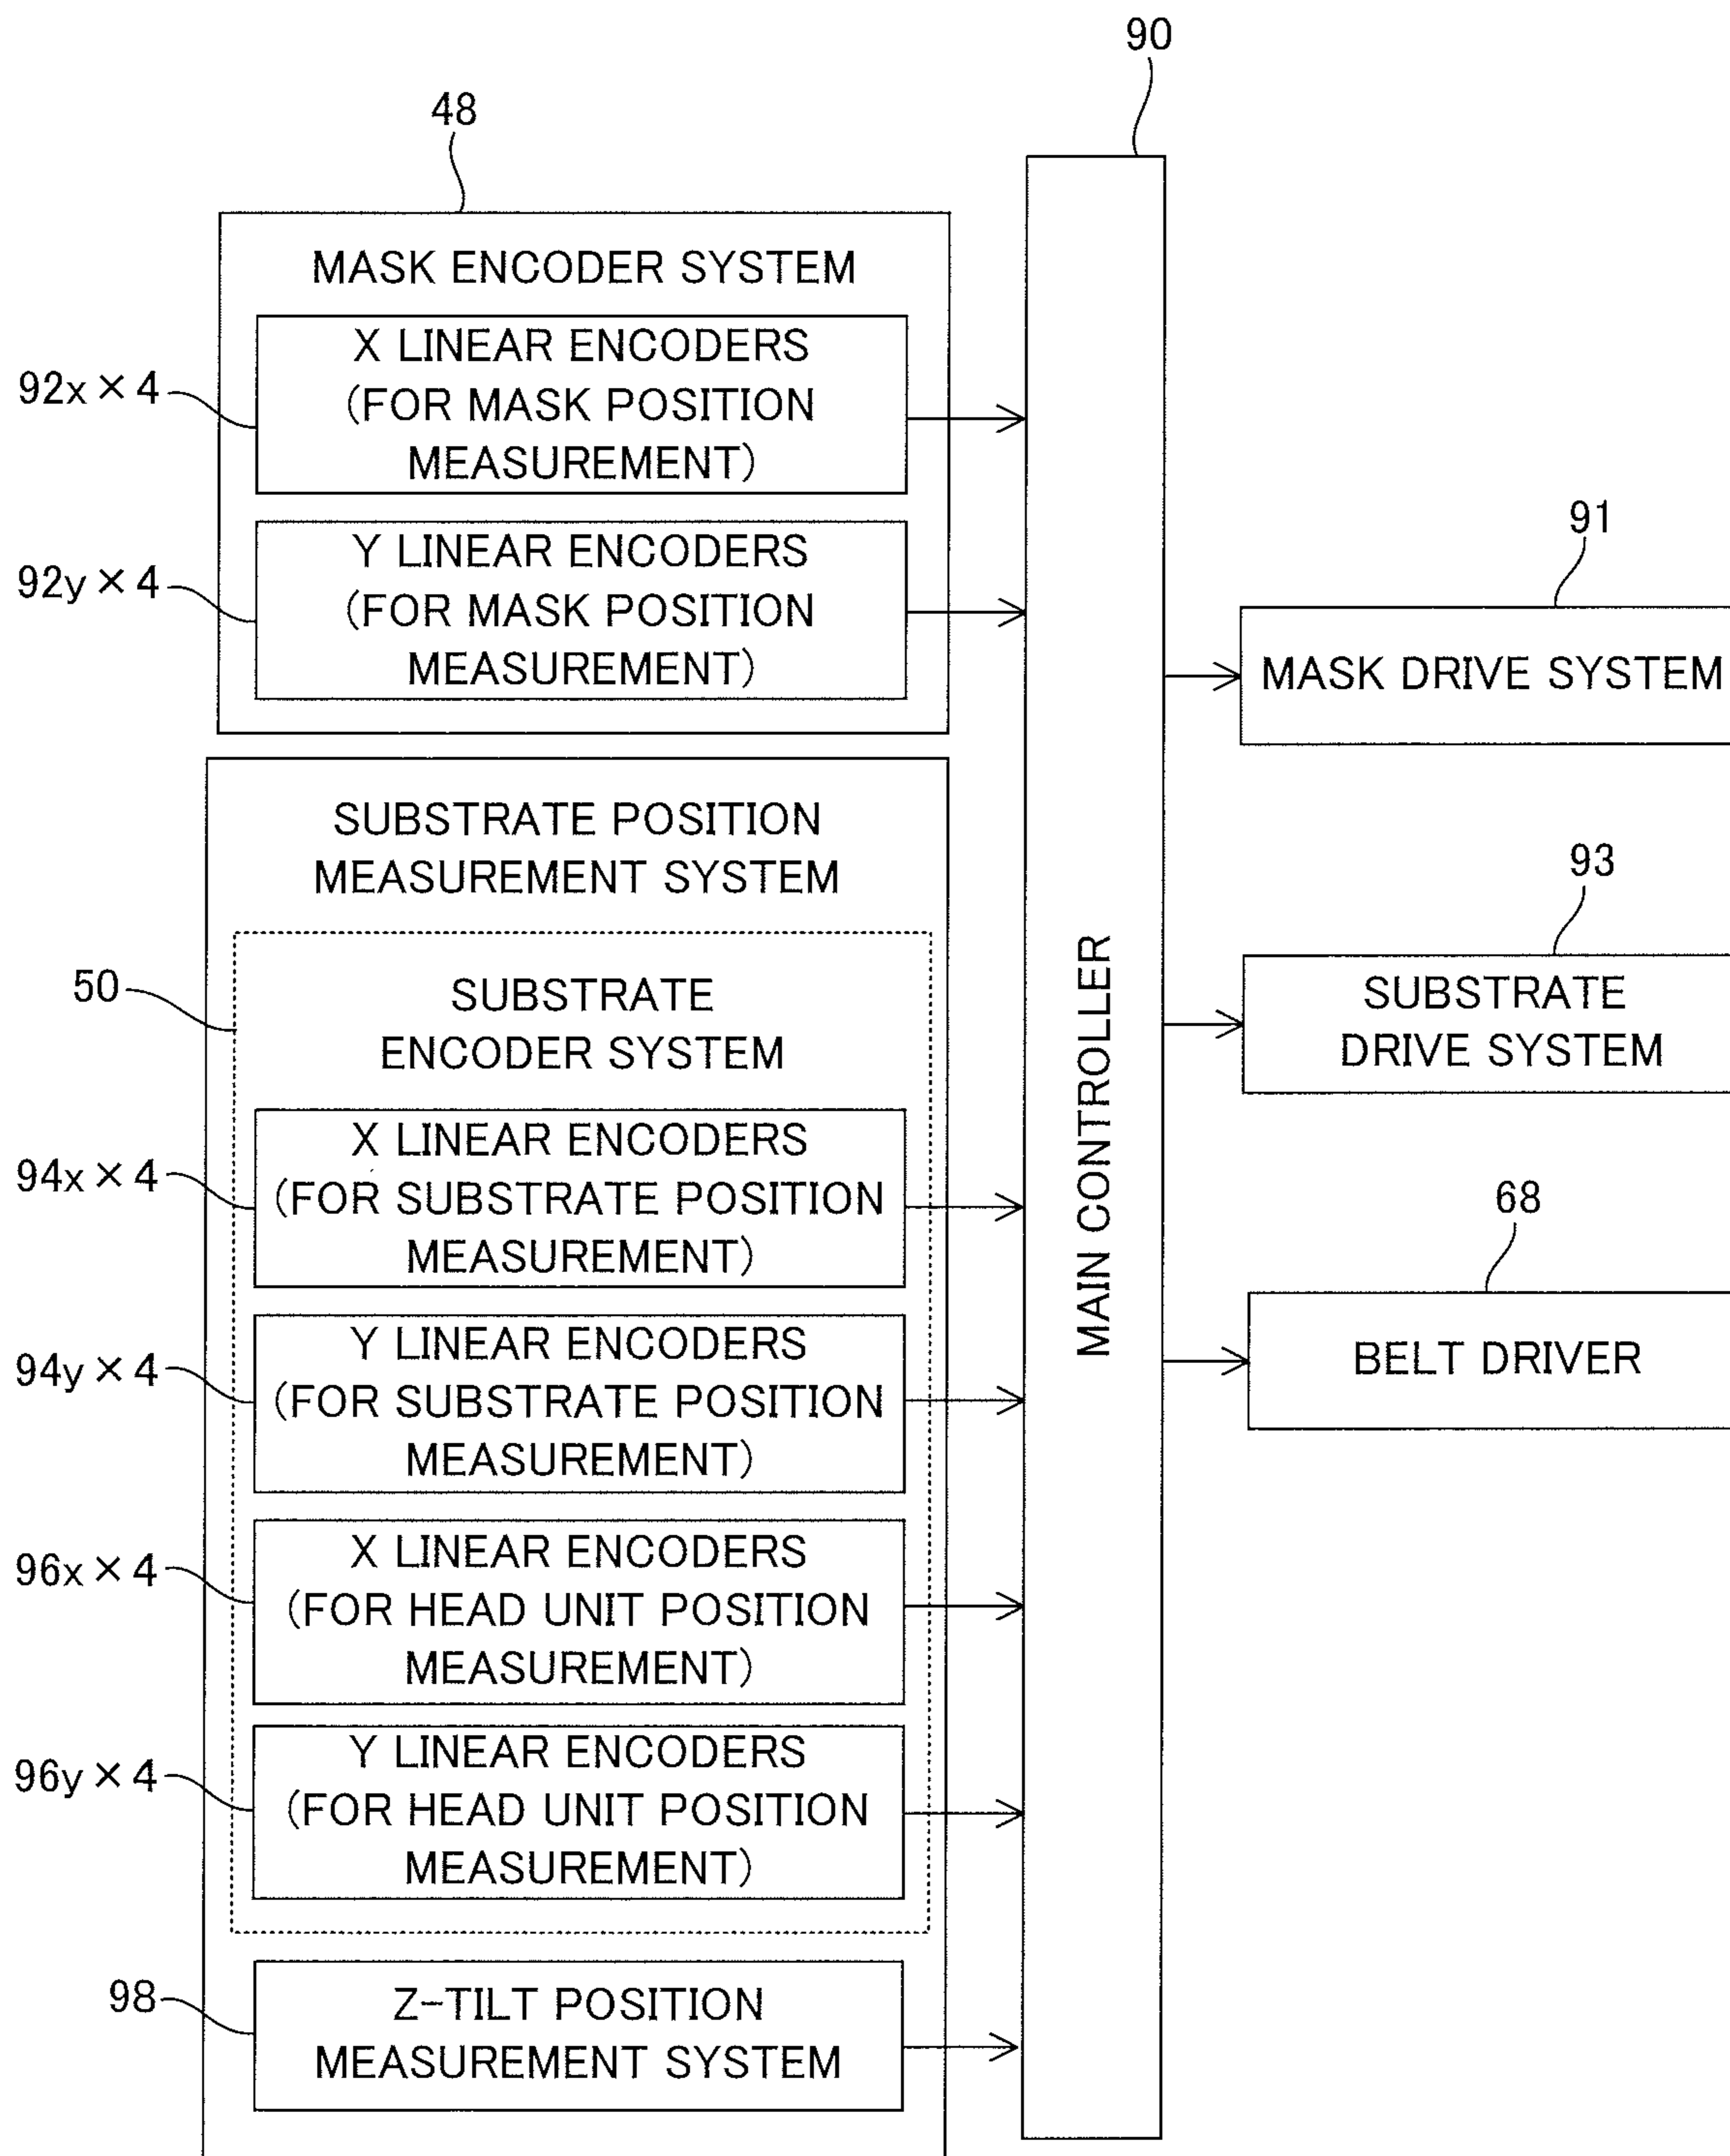 90
48
MASK ENCODER SYSTEM
X LINEAR ENCODERS
(FOR MASK POSITION
MEASUREMENT)
92x×4
Y LINEAR ENCODERS
(FOR MASK POSITION
MEASUREMENT)
92y×4
SUBSTRATE POSITION
MEASUREMENT SYSTEM
50
SUBSTRATE
ENCODER SYSTEM
X LINEAR ENCODERS
(FOR SUBSTRATE POSITION
MEASUREMENT)
94x×4
Y LINEAR ENCODERS
(FOR SUBSTRATE POSITION
MEASUREMENT)
94y×4
X LINEAR ENCODERS
(FOR HEAD UNIT POSITION
MEASUREMENT)
96x×4
Y LINEAR ENCODERS
(FOR HEAD UNIT POSITION
MEASUREMENT)
96y×4
98
Z-TILT POSITION
MEASUREMENT SYSTEM
MAIN CONTROLLER
91
MASK DRIVE SYSTEM
93
SUBSTRATE
DRIVE SYSTEM
68
BELT DRIVER